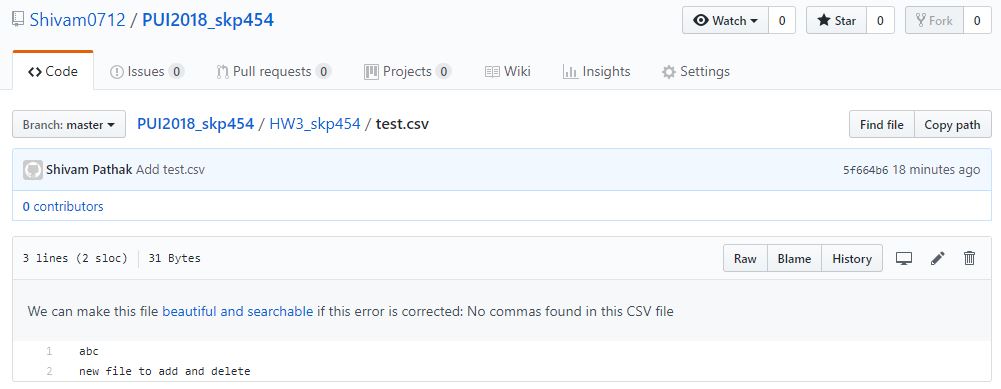 Shivam0712 / PUI2018_skp454 Watch 0 Star 0 Fork 0
Code Issues 0 Pull requests 0 Projects 0 Wiki Insights Settings
Branch: master PUI2018_skp454 / HW3_skp454 / test.csv Find file Copy path
Shivam Pathak Add test.csv 5f664b6 18 minutes ago
0 contributors
3 lines (2 sloc) 31 Bytes Raw Blame History
We can make this file beautiful and searchable if this error is corrected: No commas found in this CSV file
1 abc
2 new file to add and delete